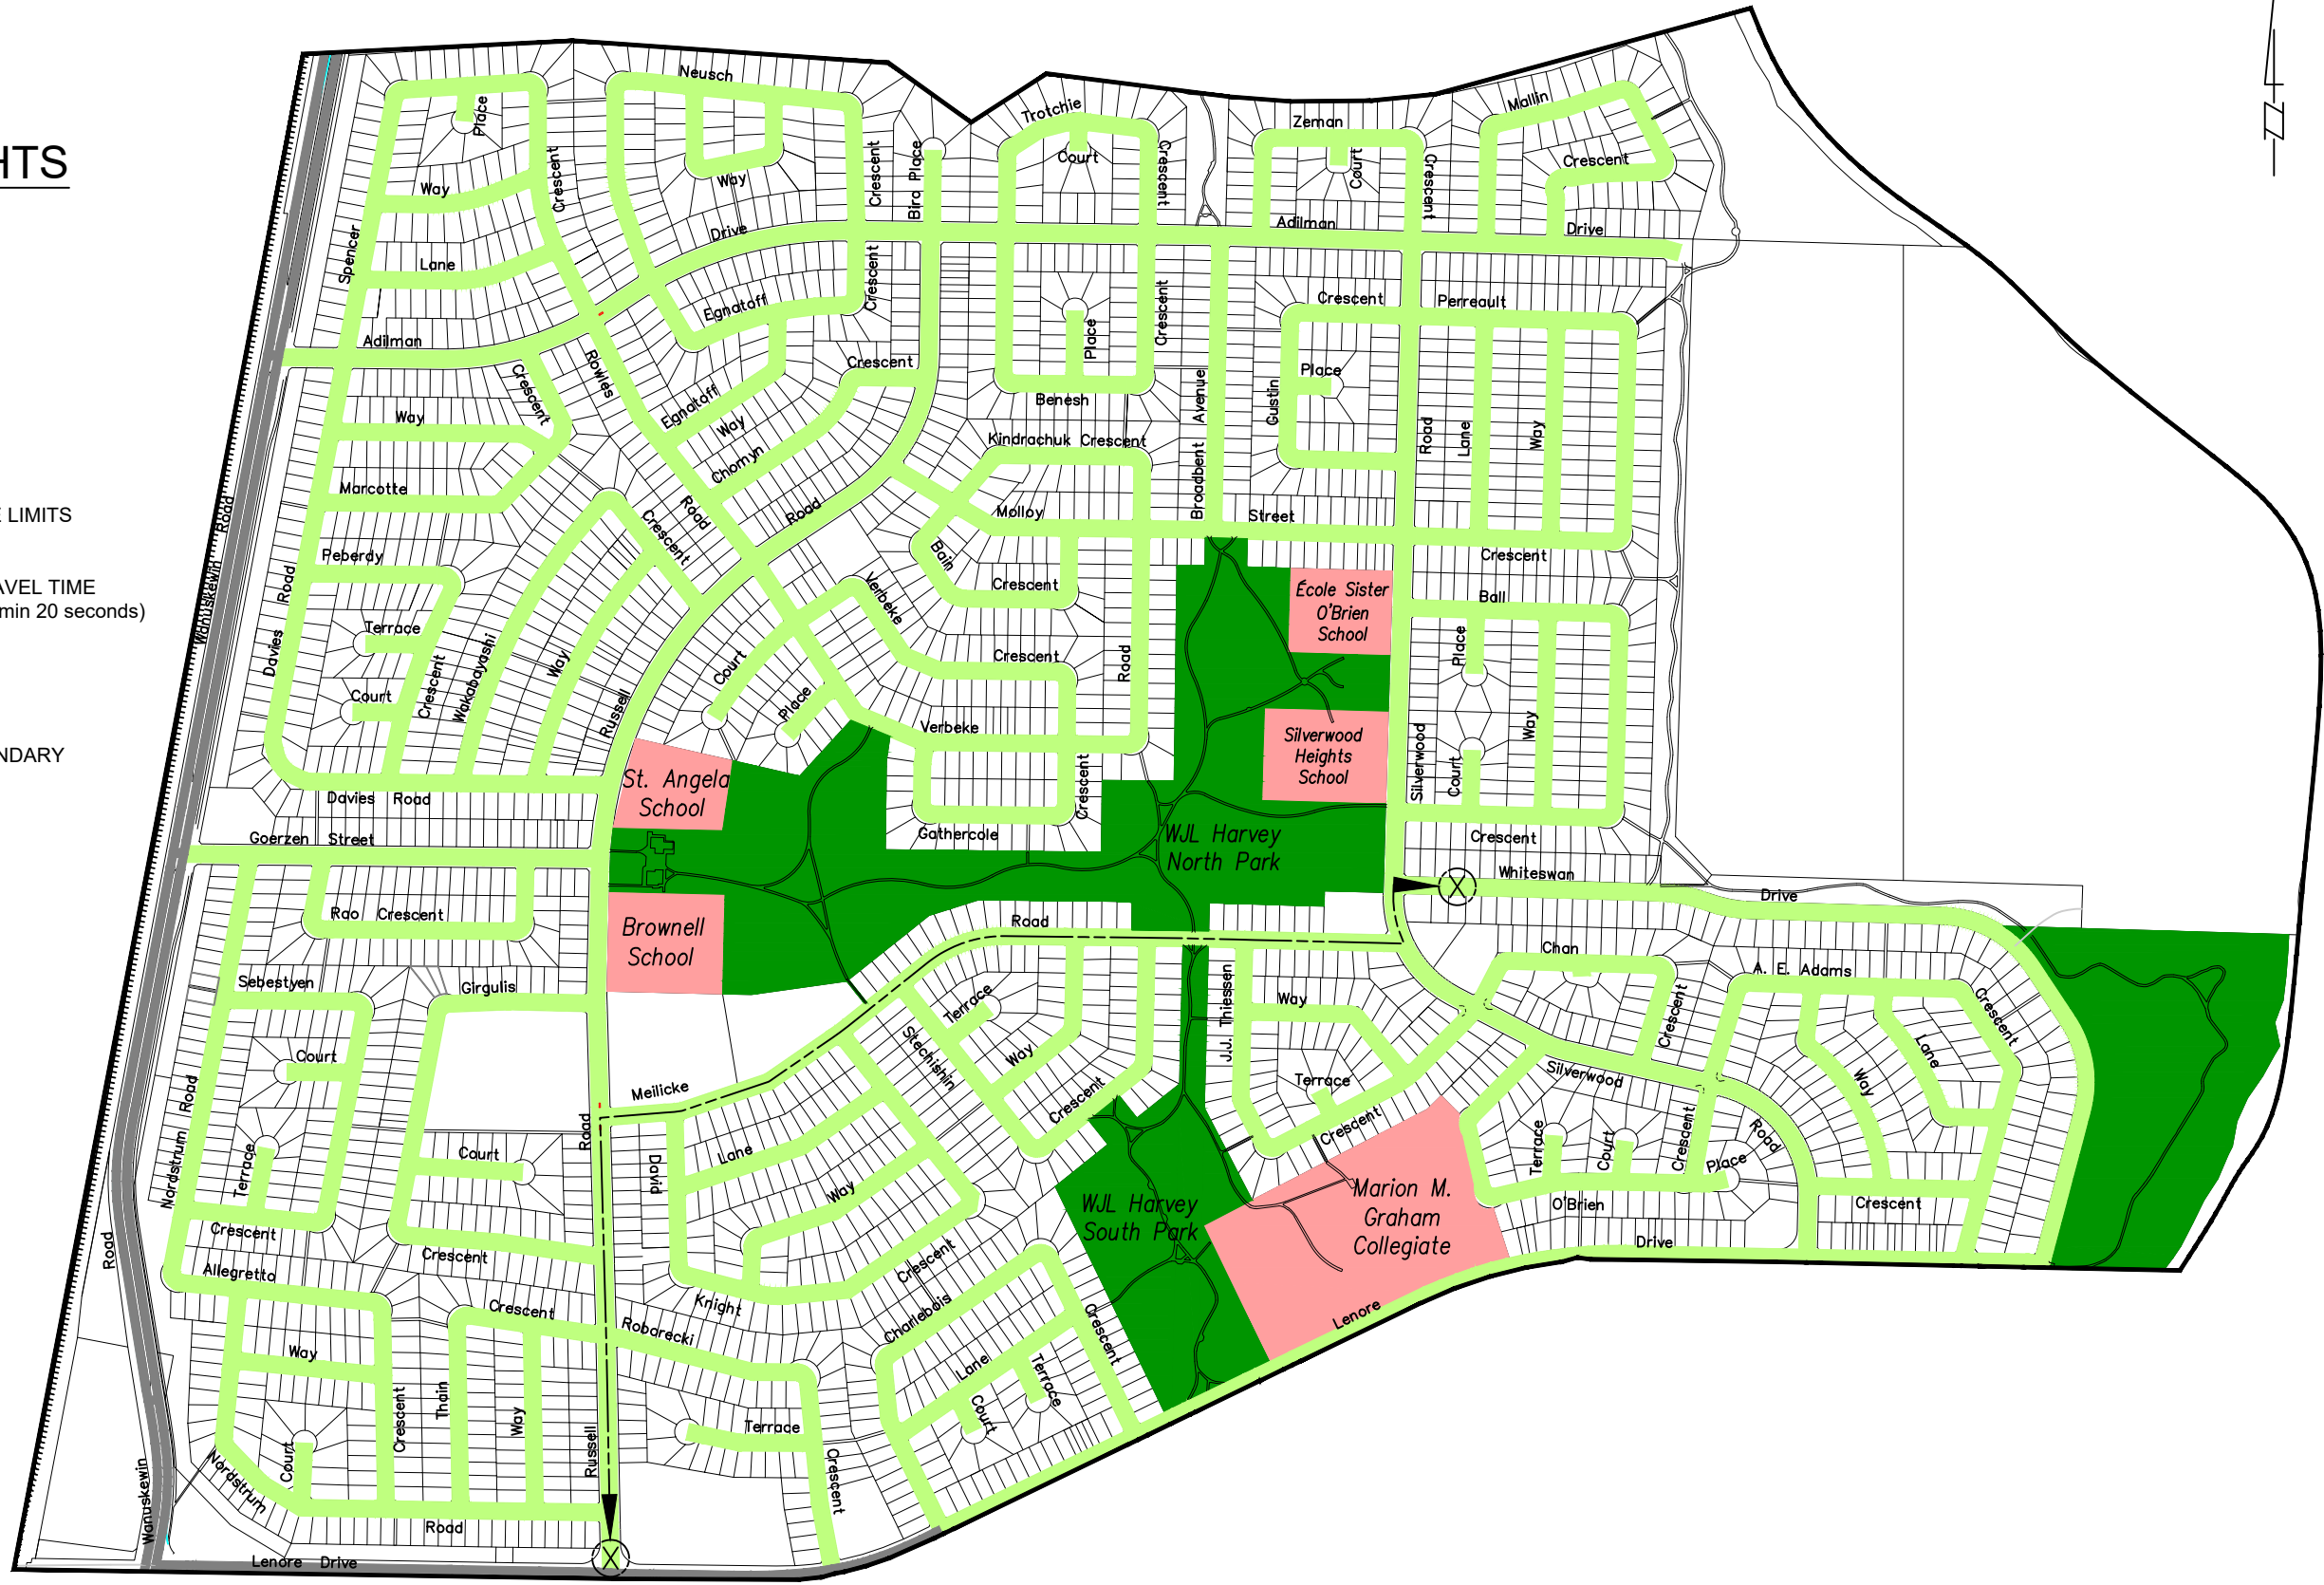 HTS
E LIMITS
AVEL TIME
min 20 seconds)
NDARY
Neusch
Place
Trotchie
Mallin
Zeman
Court
Crescent
Crescent
Way
Crescent
Way
Crescent
Bird Place
Crescent
Court
Crescent
Spencer
Lane
Drive
Adilman
Drive
Crescent
Egnatoff
Crescent
Crescent
Perreault
Adilman
Rowles
Crescent
Crescent
Place
Place
Way
Egnatoff
Way
Benesh
Broadbent Avenue
Gustin
Kindrachuk Crescent
Road
Lane
Way
Chomyn
Marcotte
Road
Crescent
Road
Molloy
Street
Wanuskewin Road
Peberdy
Bain
Crescent
Crescent
Road
École Sister
O'Brien
School
Ball
Davies
Terrace
Verbeke
Crescent
Court
Crescent
Wakabayashi
Way
Court
Place
Road
Place
Russell
Verbeke
Silverwood
Heights
School
Silverwood
Court
Way
St. Angela
School
Crescent
Davies Road
Goerzen Street
Gathercole
WJL Harvey
North Park
Crescent
Whiteswan
Drive
Rao Crescent
Brownell
School
Road
Chan
A. E. Adams
Sebestyen
Girgulis
Terrace
J.J. Thiessen
Way
Crescent
Crescent
Court
Stechishin
Way
Lane
Nordstrum Road
Meilicke
Crescent
Terrace
Silverwood
Way
Road
Court
David
Lane
Crescent
Terrace
Court
Crescent
Road
Place
Terrace
Way
WJL Harvey
South Park
Marion M.
Graham
Collegiate
O'Brien
Crescent
Crescent
Crescent
Drive
Road
Allegretto
Crescent
Knight
Crescent
Robarecki
Charlebois
Crescent
Lenore
Way
Lane
Terrace
Crescent
Thain
Way
Russell
Terrace
Court
Court
Nordstrum
Crescent
Wanuskewin
Road
Lenore Drive